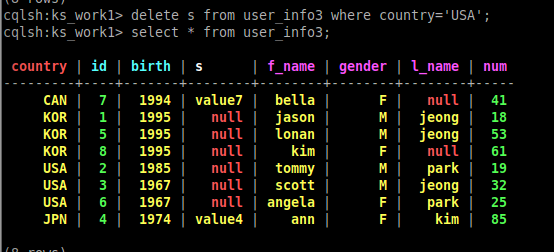 (8 rows)
cqlsh:ks_work1> delete s from user_info3 where country='USA';
cqlsh:ks_work1> select * from user_info3;
country | id | birth | s | f_name | gender | l_name | num
---------+----+-------+--------+--------+--------+--------+-----
CAN | 7 | 1994 | value7 | bella | F | null | 41
KOR | 1 | 1995 | null | jason | M | jeong | 18
KOR | 5 | 1995 | null | lonan | M | jeong | 53
KOR | 8 | 1995 | null | kim | F | null | 61
USA | 2 | 1985 | null | tommy | M | park | 19
USA | 3 | 1967 | null | scott | M | jeong | 32
USA | 6 | 1967 | null | angela | F | park | 25
JPN | 4 | 1974 | value4 | ann | F | kim | 85
(8 rows)